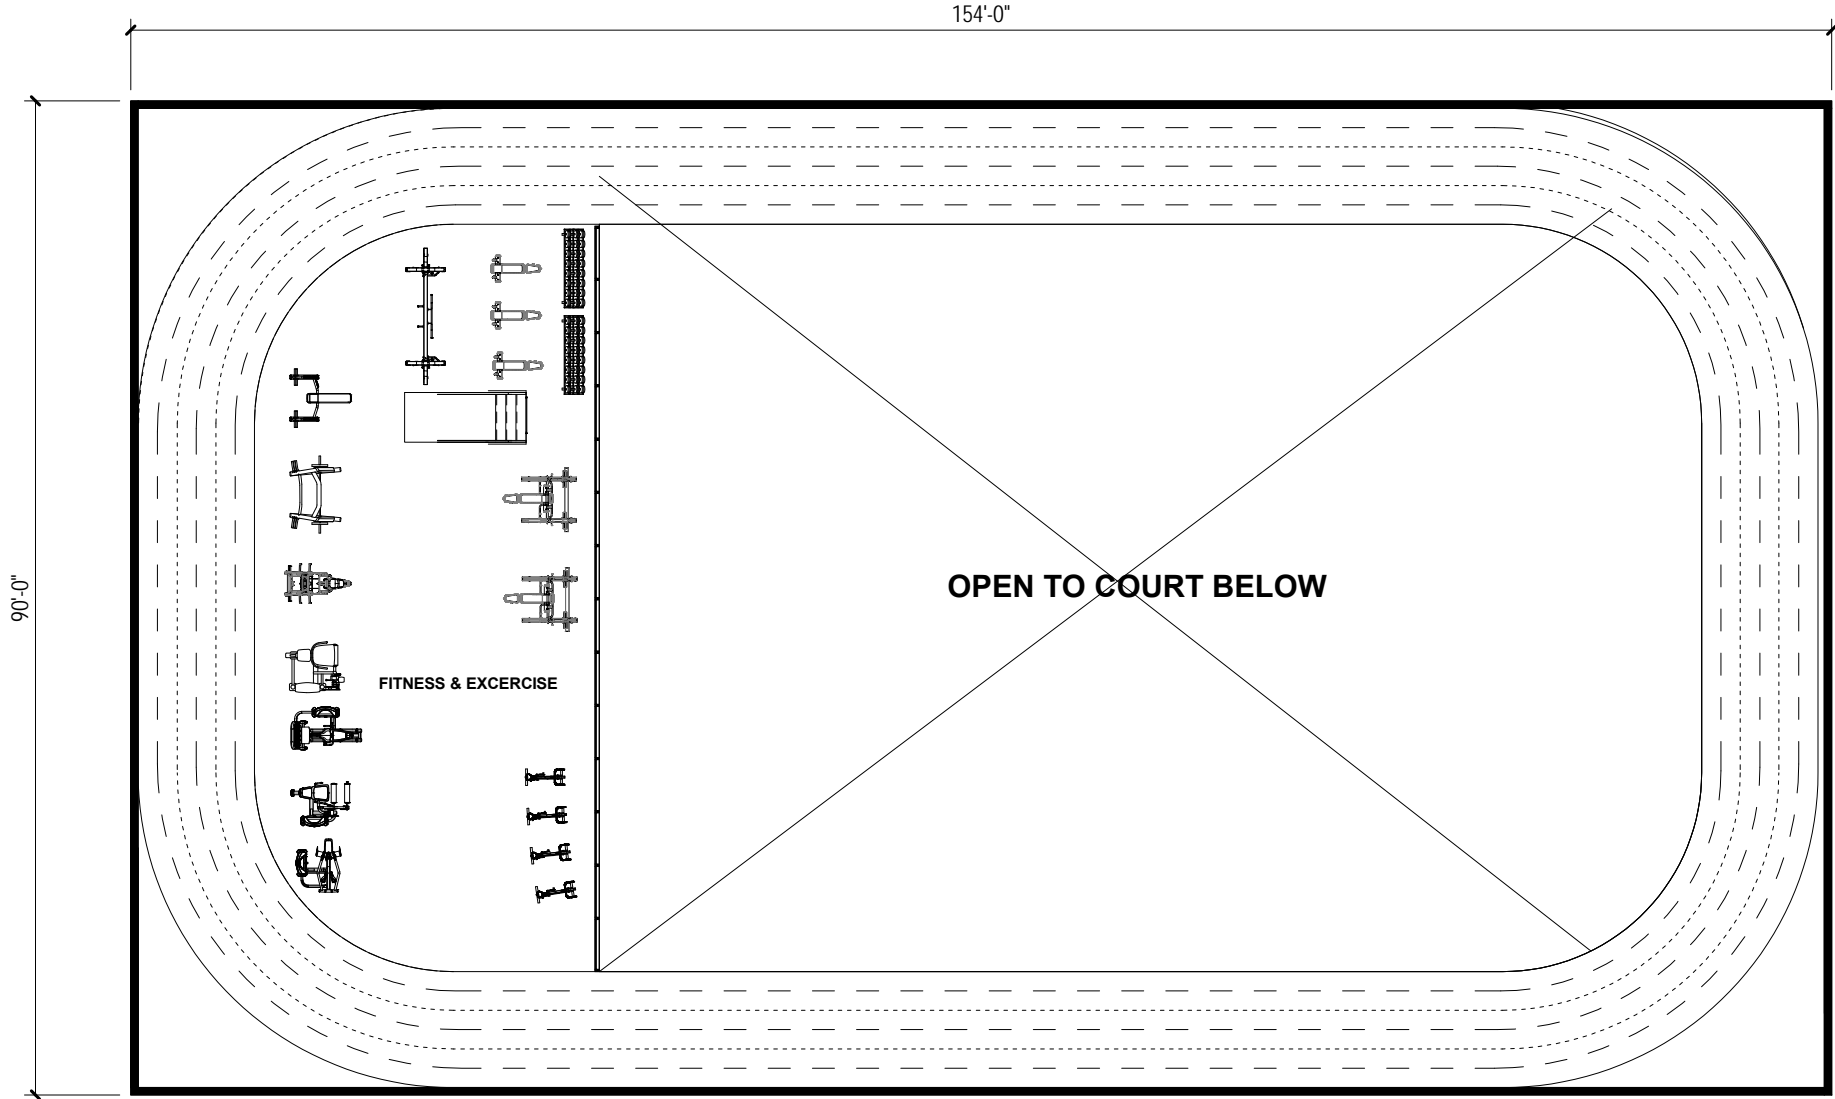 154'-0"
90'-0"
OPEN TO COURT BELOW
FITNESS & EXCERCISE